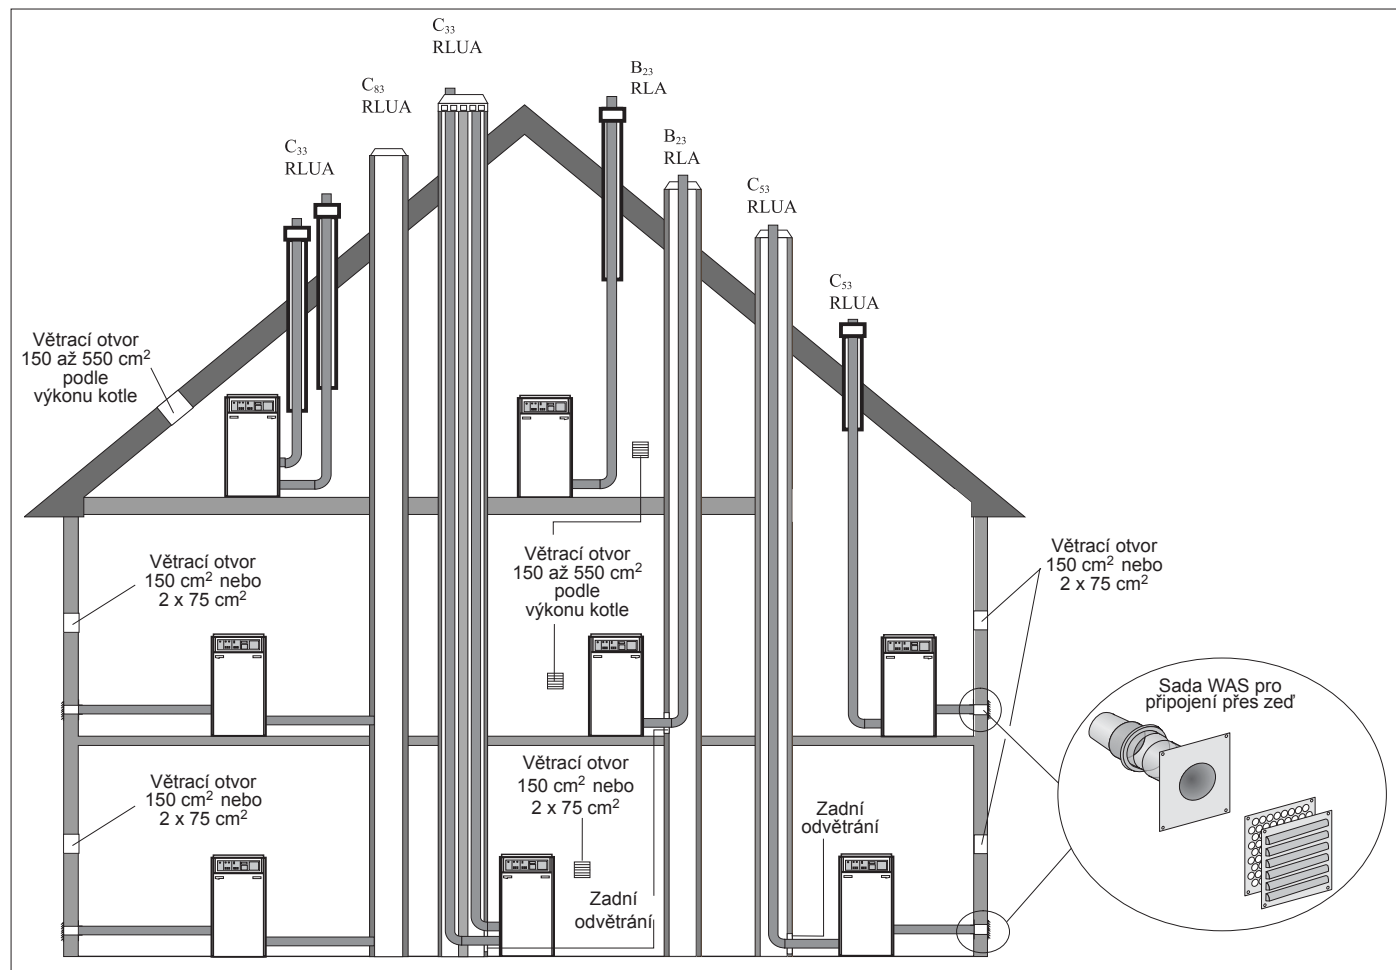 C₃₃
RLUA
C₈₃
RLUA
C₃₃
RLUA
B₂₃
RLA
B₂₃
RLA
C₅₃
RLUA
C₅₃
RLUA
Větrací otvor
150 až 550 cm²
podle
výkonu kotle
Větrací otvor
150 cm² nebo
2 x 75 cm²
Větrací otvor
150 až 550 cm²
podle
výkonu kotle
Větrací otvor
150 cm² nebo
2 x 75 cm²
Sada WAS pro
připojení přes zeď
Větrací otvor
150 cm² nebo
2 x 75 cm²
Větrací otvor
150 cm² nebo
2 x 75 cm²
Zadní
odvětrání
Zadní
odvětrání